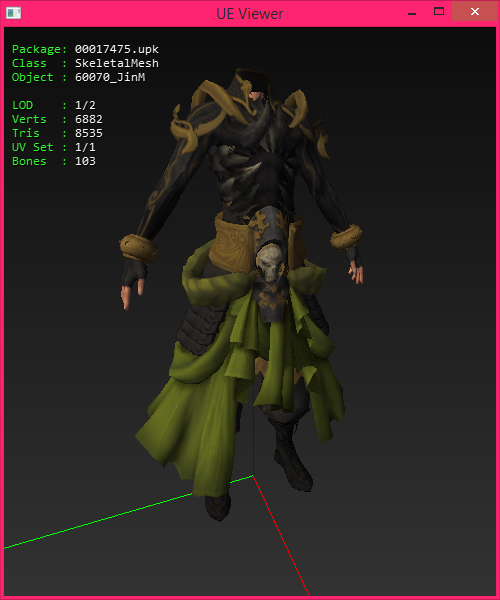 UE Viewer
Package: 00017475.upk
Class : SkeletalMesh
Object : 60070_JinM
LOD : 1/2
Verts : 6882
Tris : 8535
UV Set : 1/1
Bones : 103